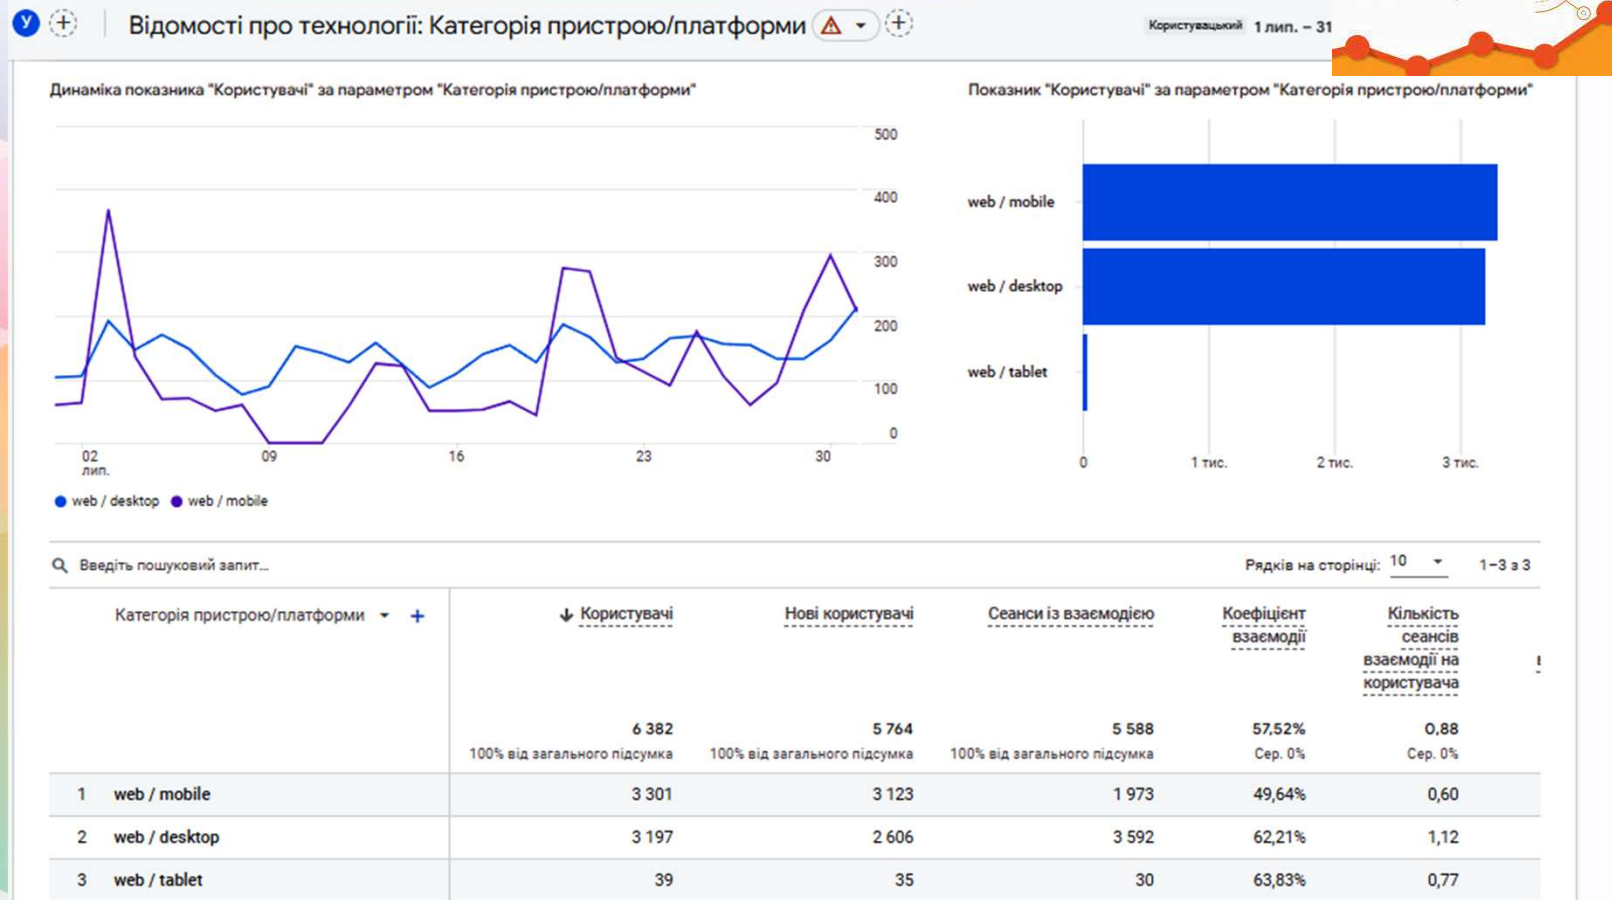 У
Відомості про технології: Категорія пристрою/платформи
Користувацький 1 лип. – 31
Динаміка показника "Користувачі" за параметром "Категорія пристрою/платформи"
500
400
300
200
100
0
02
лип.
09
16
23
30
web / desktop web / mobile
Показник "Користувачі" за параметром "Категорія пристрою/платформи"
web / mobile
web / desktop
web / tablet
0 1 тис. 2 тис. 3 тис.
Введіть пошуковий запит...
Рядків на сторінці: 10 1–3 з 3
Категорія пристрою/платформи +
Користувачі
Нові користувачі
Сеанси із взаємодією
Коефіцієнт
взаємодії
Кількість
сеансів
взаємодії на
користувача
6 382 5 764 5 588 57,52% 0,88
100% від загального підсумка 100% від загального підсумка 100% від загального підсумка Сер. 0% Сер. 0%
1 web / mobile 3 301 3 123 1 973 49,64% 0,60
2 web / desktop 3 197 2 606 3 592 62,21% 1,12
3 web / tablet 39 35 30 63,83% 0,77